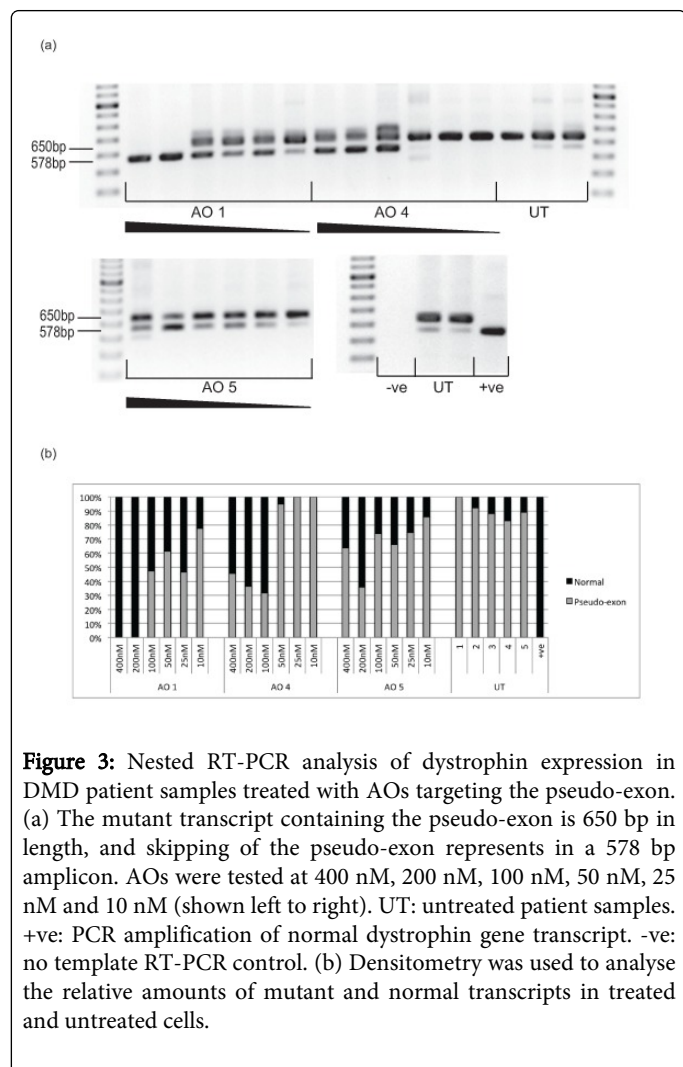 (a)
650bp
578bp
AO 1 AO 4 UT
650bp
578bp
AO 5 -ve UT +ve
(b)
100%
90%
80%
70%
60%
50%
40%
30%
20%
10%
0%
Normal
Pseudo-exon
400nM 200nM 100nM 50nM 25nM 10nM 400nM 200nM 100nM 50nM 25nM 10nM 400nM 200nM 100nM 50nM 25nM 10nM 1 2 3 4 5 +ve
AO 1 AO 4 AO 5 UT
Figure 3: Nested RT-PCR analysis of dystrophin expression in
DMD patient samples treated with AOs targeting the pseudo-exon.
(a) The mutant transcript containing the pseudo-exon is 650 bp in
length, and skipping of the pseudo-exon represents in a 578 bp
amplicon. AOs were tested at 400 nM, 200 nM, 100 nM, 50 nM, 25
nM and 10 nM (shown left to right). UT: untreated patient samples.
+ve: PCR amplification of normal dystrophin gene transcript. -ve:
no template RT-PCR control. (b) Densitometry was used to analyse
the relative amounts of mutant and normal transcripts in treated
and untreated cells.